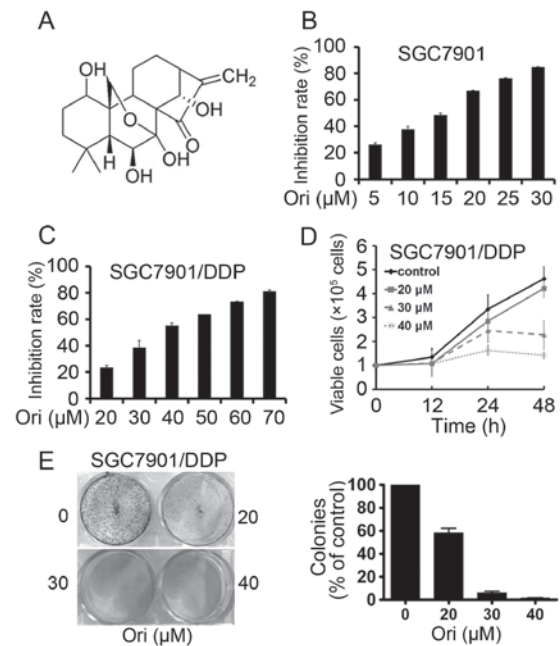 A
OH
CH₂
OH
O
O
H
OH
OH
B
SGC7901
Inhibition rate (%)
100
80
60
40
20
0
Ori (μM) 5 10 15 20 25 30
C
SGC7901/DDP
Inhibition rate (%)
100
80
60
40
20
0
Ori (μM) 20 30 40 50 60 70
D
SGC7901/DDP
control
20 μM
30 μM
40 μM
Viable cells (×10⁵ cells)
6
5
4
3
2
1
0
0 12 24 48
Time (h)
E
SGC7901/DDP
0
20
30
40
Ori (μM)
Colonies
(% of control)
100
80
60
40
20
0
0 20 30 40
Ori (μM)